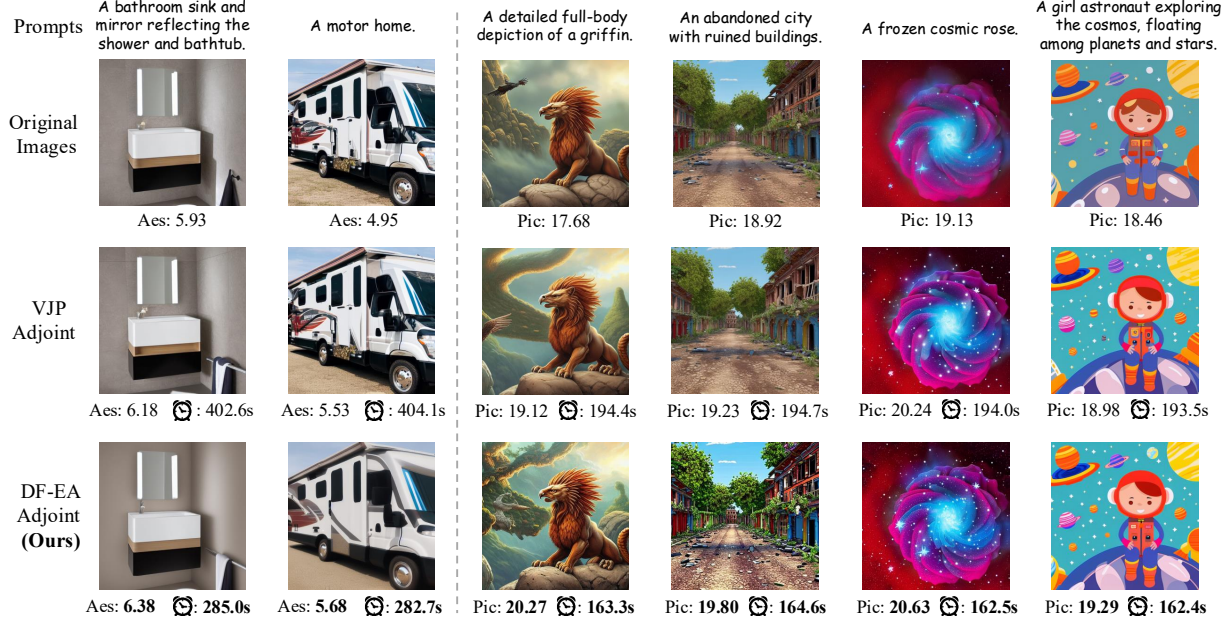 Prompts
A bathroom sink and
mirror reflecting the
shower and bathtub.
A motor home.
A detailed full-body
depiction of a griffin.
An abandoned city
with ruined buildings.
A frozen cosmic rose.
A girl astronaut exploring
the cosmos, floating
among planets and stars.
Original
Images
Aes: 5.93
Aes: 4.95
Pic: 17.68
Pic: 18.92
Pic: 19.13
Pic: 18.46
VJP
Adjoint
Aes: 6.18 : 402.6s
Aes: 5.53 : 404.1s
Pic: 19.12 : 194.4s
Pic: 19.23 : 194.7s
Pic: 20.24 : 194.0s
Pic: 18.98 : 193.5s
DF-EA
Adjoint
(Ours)
Aes: 6.38 : 285.0s
Aes: 5.68 : 282.7s
Pic: 20.27 : 163.3s
Pic: 19.80 : 164.6s
Pic: 20.63 : 162.5s
Pic: 19.29 : 162.4s